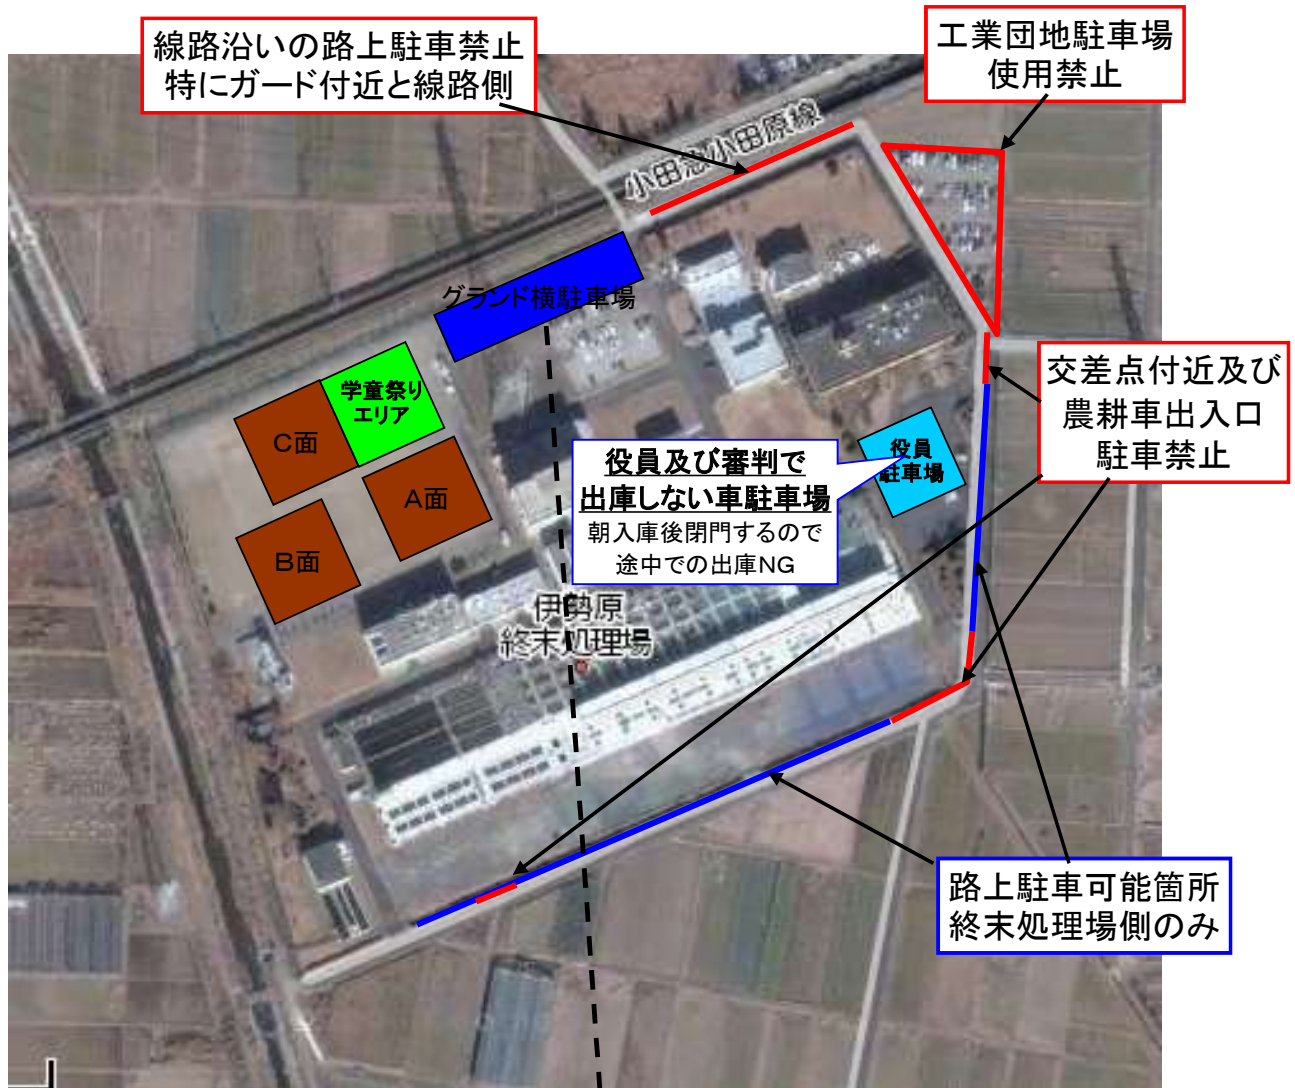 線路沿いの路上駐車禁止
特にガード付近と線路側
工業団地駐車場
使用禁止
小田急小田原線
グランド横駐車場
交差点付近及び
農耕車出入口
駐車禁止
学童祭り
エリア
C面
A面
B面
役員
駐車場
役員及び審判で
出庫しない車駐車場
朝入庫後閉門するので
途中での出庫NG
伊勢原
終末処理場
路上駐車可能箇所
終末処理場側のみ